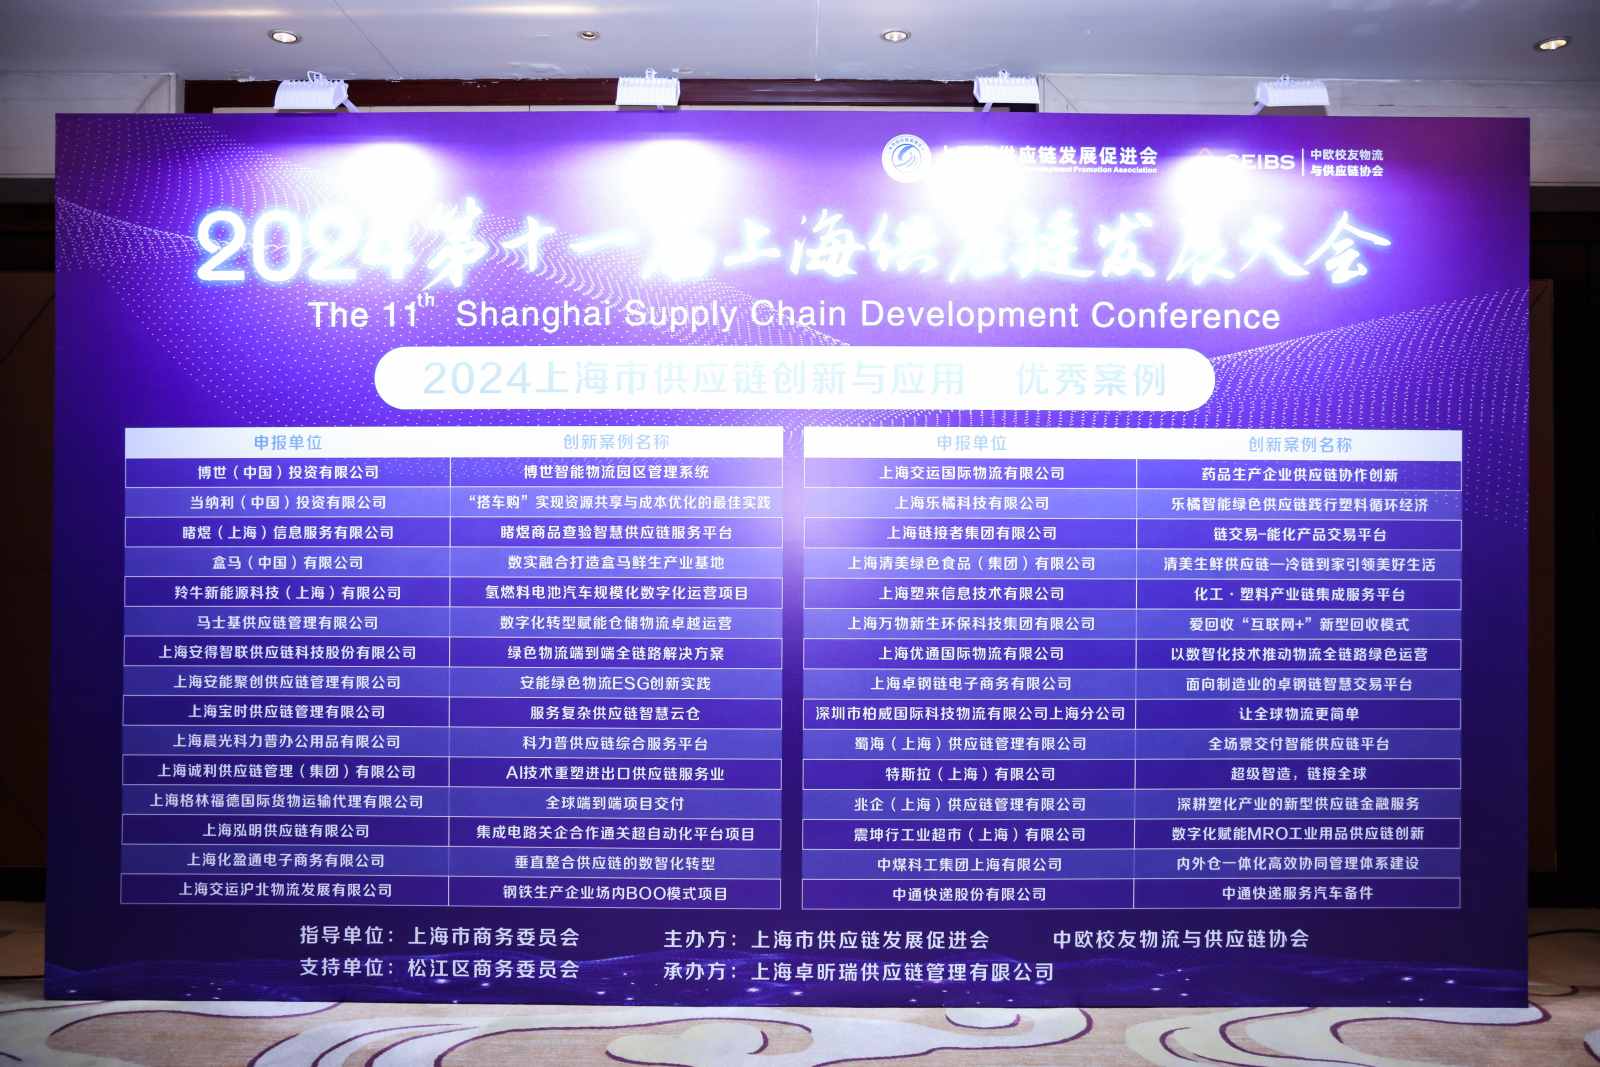 供应链发展促进会
Development Promotion Association
CEIBS
中欧校友物流
与供应链协会
2024第十一届上海供应链发展大会
The 11th Shanghai Supply Chain Development Conference
2024上海市供应链创新与应用 优秀案例
申报单位 创新案例名称
博世（中国）投资有限公司 博世智能物流园区管理系统
当纳利（中国）投资有限公司 “搭车购”实现资源共享与成本优化的最佳实践
睹煜（上海）信息服务有限公司 睹煜商品查验智慧供应链服务平台
盒马（中国）有限公司 数实融合打造盒马鲜生产业基地
羚牛新能源科技（上海）有限公司 氢燃料电池汽车规模化数字化运营项目
马士基供应链管理有限公司 数字化转型赋能仓储物流卓越运营
上海安得智联供应链科技股份有限公司 绿色物流端到端全链路解决方案
上海安能聚创供应链管理有限公司 安能绿色物流ESG创新实践
上海宝时供应链管理有限公司 服务复杂供应链智慧云仓
上海晨光科力普办公用品有限公司 科力普供应链综合服务平台
上海诚利供应链管理（集团）有限公司 AI技术重塑进出口供应链服务业
上海格林福德国际货物运输代理有限公司 全球端到端项目交付
上海泓明供应链有限公司 集成电路关企合作通关超自动化平台项目
上海化盈通电子商务有限公司 垂直整合供应链的数智化转型
上海交运沪北物流发展有限公司 钢铁生产企业场内BOO模式项目
申报单位 创新案例名称
上海交运国际物流有限公司 药品生产企业供应链协作创新
上海乐橘科技有限公司 乐橘智能绿色供应链践行塑料循环经济
上海链接者集团有限公司 链交易-能化产品交易平台
上海清美绿色食品（集团）有限公司 清美生鲜供应链—冷链到家引领美好生活
上海塑来信息技术有限公司 化工·塑料产业链集成服务平台
上海万物新生环保科技集团有限公司 爱回收“互联网+”新型回收模式
上海优通国际物流有限公司 以数智化技术推动物流全链路绿色运营
上海卓钢链电子商务有限公司 面向制造业的卓钢链智慧交易平台
深圳市柏威国际科技物流有限公司上海分公司 让全球物流更简单
蜀海（上海）供应链管理有限公司 全场景交付智能供应链平台
特斯拉（上海）有限公司 超级智造，链接全球
兆企（上海）供应链管理有限公司 深耕塑化产业的新型供应链金融服务
震坤行工业超市（上海）有限公司 数字化赋能MRO工业用品供应链创新
中煤科工集团上海有限公司 内外仓一体化高效协同管理体系建设
中通快递股份有限公司 中通快递服务汽车备件
指导单位：上海市商务委员会 主办方：上海市供应链发展促进会 中欧校友物流与供应链协会
支持单位：松江区商务委员会 承办方：上海卓昕瑞供应链管理有限公司